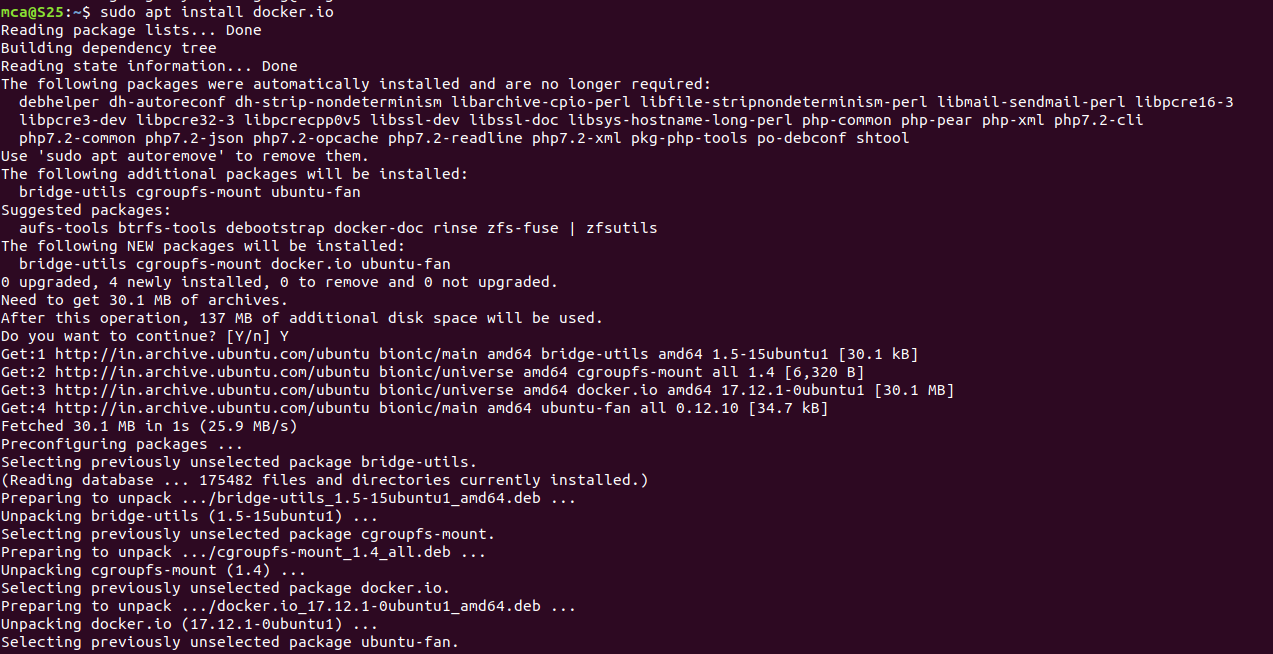 mca@S25:~$ sudo apt install docker.io
Reading package lists... Done
Building dependency tree
Reading state information... Done
The following packages were automatically installed and are no longer required:
  debhelper dh-autoreconf dh-strip-nondeterminism libarchive-cpio-perl libfile-stripnondeterminism-perl libmail-sendmail-perl libpcre16-3
  libpcre3-dev libpcre32-3 libpcrecpp0v5 libssl-dev libssl-doc libsys-hostname-long-perl php-common php-pear php-xml php7.2-cli
  php7.2-common php7.2-json php7.2-opcache php7.2-readline php7.2-xml pkg-php-tools po-debconf shtool
Use 'sudo apt autoremove' to remove them.
The following additional packages will be installed:
  bridge-utils cgroupfs-mount ubuntu-fan
Suggested packages:
  aufs-tools btrfs-tools debootstrap docker-doc rinse zfs-fuse | zfsutils
The following NEW packages will be installed:
  bridge-utils cgroupfs-mount docker.io ubuntu-fan
0 upgraded, 4 newly installed, 0 to remove and 0 not upgraded.
Need to get 30.1 MB of archives.
After this operation, 137 MB of additional disk space will be used.
Do you want to continue? [Y/n] Y
Get:1 http://in.archive.ubuntu.com/ubuntu bionic/main amd64 bridge-utils amd64 1.5-15ubuntu1 [30.1 kB]
Get:2 http://in.archive.ubuntu.com/ubuntu bionic/universe amd64 cgroupfs-mount all 1.4 [6,320 B]
Get:3 http://in.archive.ubuntu.com/ubuntu bionic/universe amd64 docker.io amd64 17.12.1-0ubuntu1 [30.1 MB]
Get:4 http://in.archive.ubuntu.com/ubuntu bionic/main amd64 ubuntu-fan all 0.12.10 [34.7 kB]
Fetched 30.1 MB in 1s (25.9 MB/s)
Preconfiguring packages ...
Selecting previously unselected package bridge-utils.
(Reading database ... 175482 files and directories currently installed.)
Preparing to unpack .../bridge-utils_1.5-15ubuntu1_amd64.deb ...
Unpacking bridge-utils (1.5-15ubuntu1) ...
Selecting previously unselected package cgroupfs-mount.
Preparing to unpack .../cgroupfs-mount_1.4_all.deb ...
Unpacking cgroupfs-mount (1.4) ...
Selecting previously unselected package docker.io.
Preparing to unpack .../docker.io_17.12.1-0ubuntu1_amd64.deb ...
Unpacking docker.io (17.12.1-0ubuntu1) ...
Selecting previously unselected package ubuntu-fan.